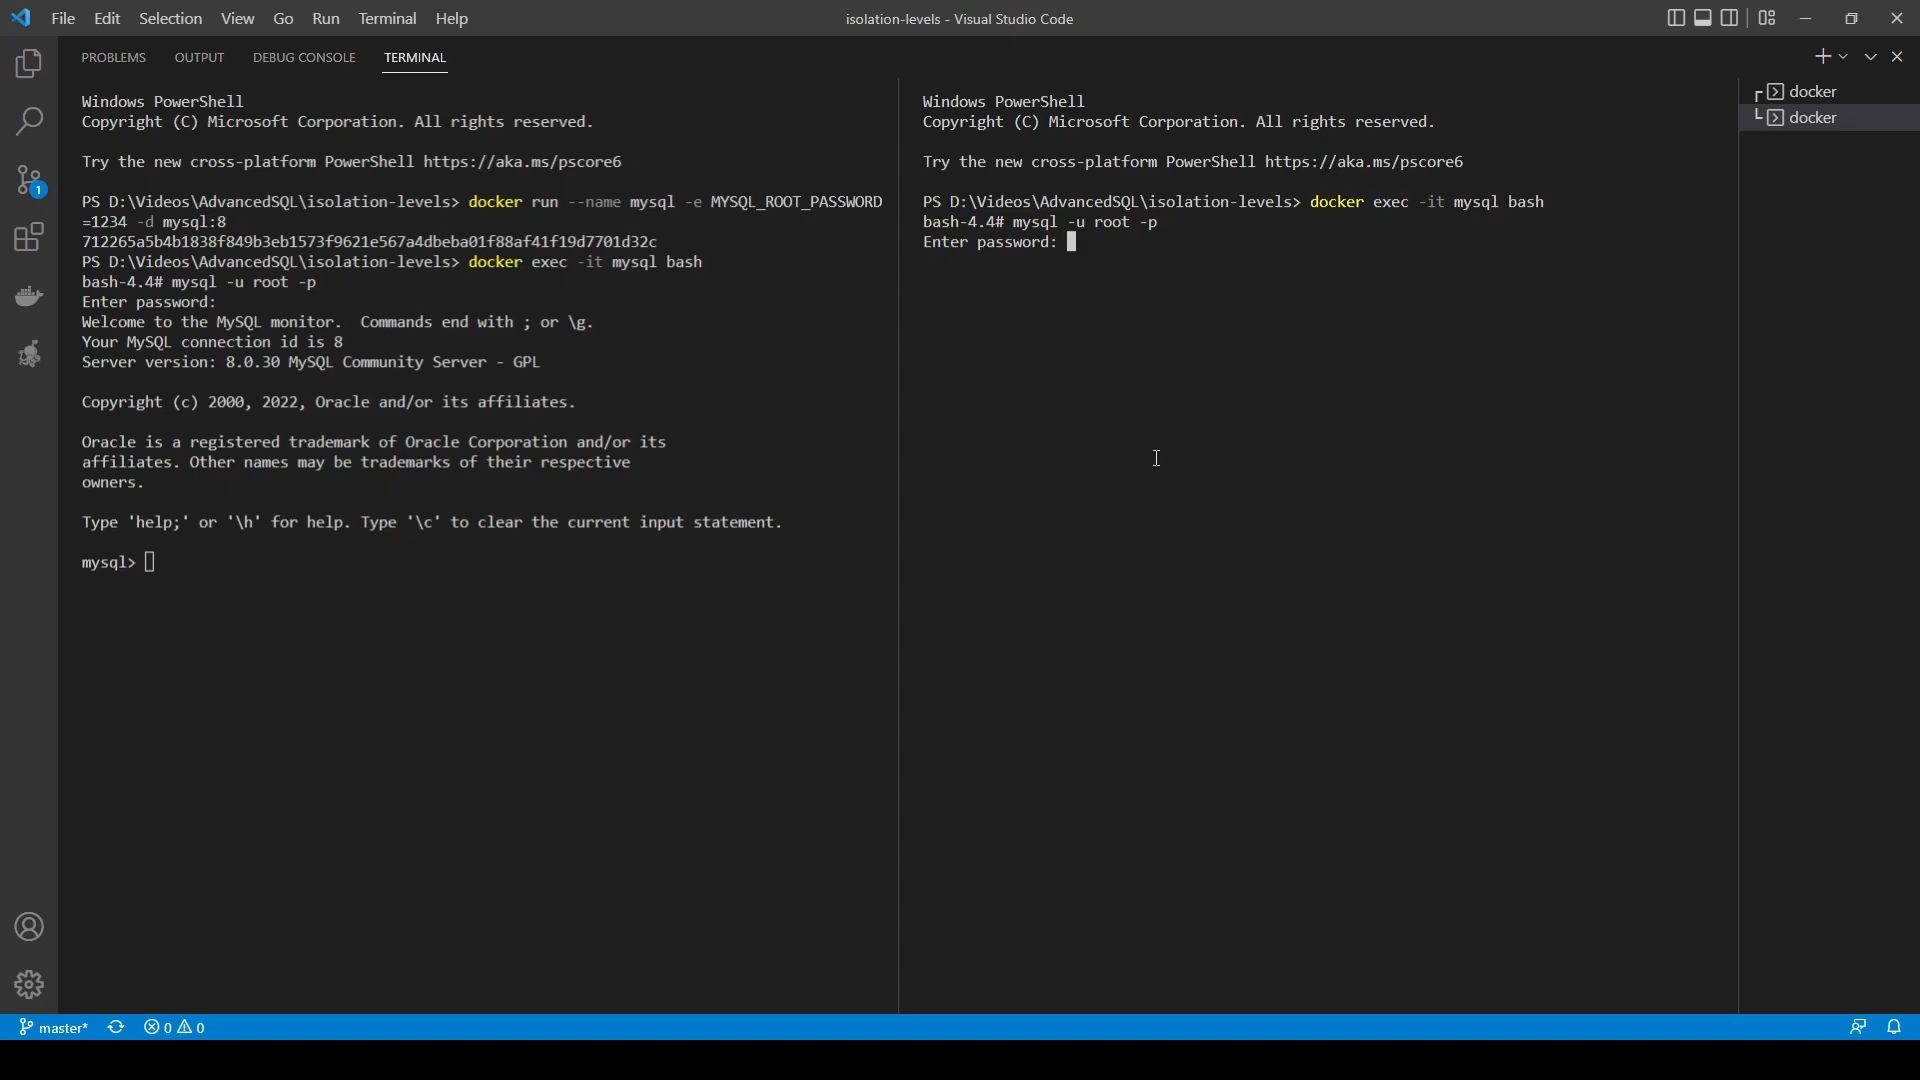 File Edit Selection View Go Run Terminal Help
isolation-levels - Visual Studio Code
PROBLEMS OUTPUT DEBUG CONSOLE TERMINAL
Windows PowerShell
Copyright (C) Microsoft Corporation. All rights reserved.
Try the new cross-platform PowerShell https://aka.ms/pscore6
PS D:\Videos\AdvancedSQL\isolation-levels> docker run --name mysql -e MYSQL_ROOT_PASSWORD
=1234 -d mysql:8
712265a5b4b1838f849b3eb1573f9621e567a4dbeba01f88af41f19d7701d32c
PS D:\Videos\AdvancedSQL\isolation-levels> docker exec -it mysql bash
bash-4.4# mysql -u root -p
Enter password:
Welcome to the MySQL monitor.  Commands end with ; or \g.
Your MySQL connection id is 8
Server version: 8.0.30 MySQL Community Server - GPL
Copyright (c) 2000, 2022, Oracle and/or its affiliates.
Oracle is a registered trademark of Oracle Corporation and/or its
affiliates. Other names may be trademarks of their respective
owners.
Type 'help;' or '\h' for help. Type '\c' to clear the current input statement.
mysql>
Windows PowerShell
Copyright (C) Microsoft Corporation. All rights reserved.
Try the new cross-platform PowerShell https://aka.ms/pscore6
PS D:\Videos\AdvancedSQL\isolation-levels> docker exec -it mysql bash
bash-4.4# mysql -u root -p
Enter password:
docker
docker
1
master* 0 0